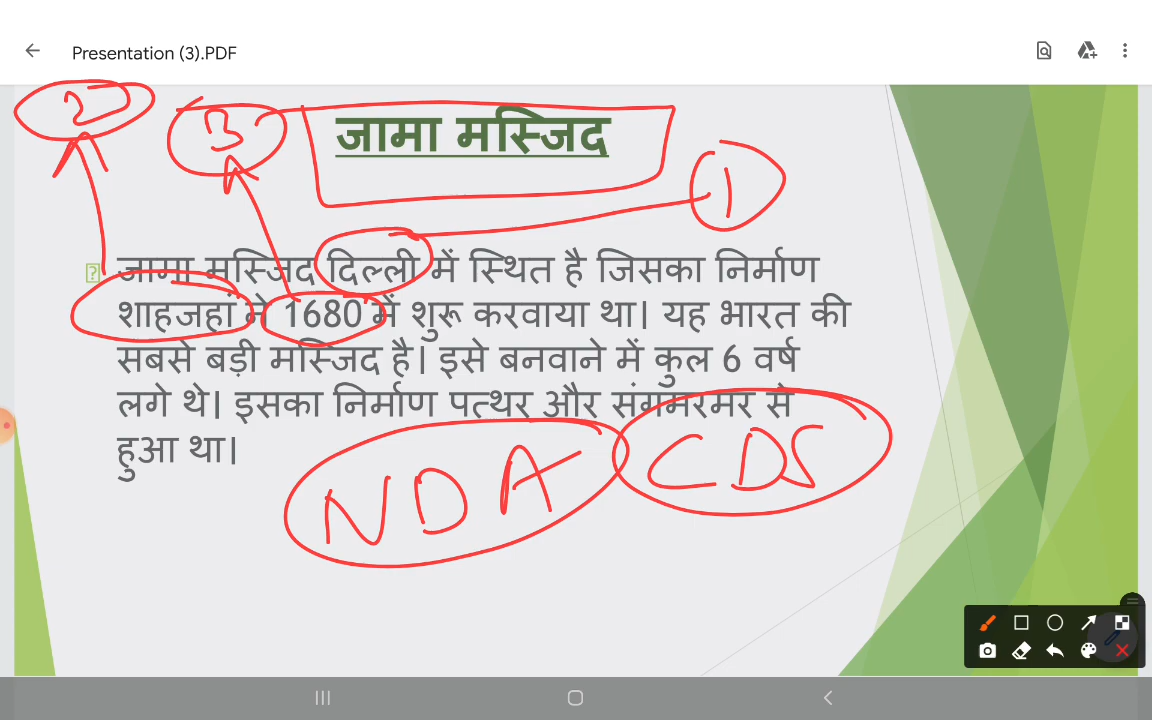 Presentation (3).PDF
2
3
जामा मस्जिद
1
जामा मस्जिद दिल्ली में स्थित है जिसका निर्माण
शाहजहां ने 1680 में शुरू करवाया था। यह भारत की
सबसे बड़ी मस्जिद है। इसे बनवाने में कुल 6 वर्ष
लगे थे। इसका निर्माण पत्थर और संगमरमर से
हुआ था।
NDA CDS